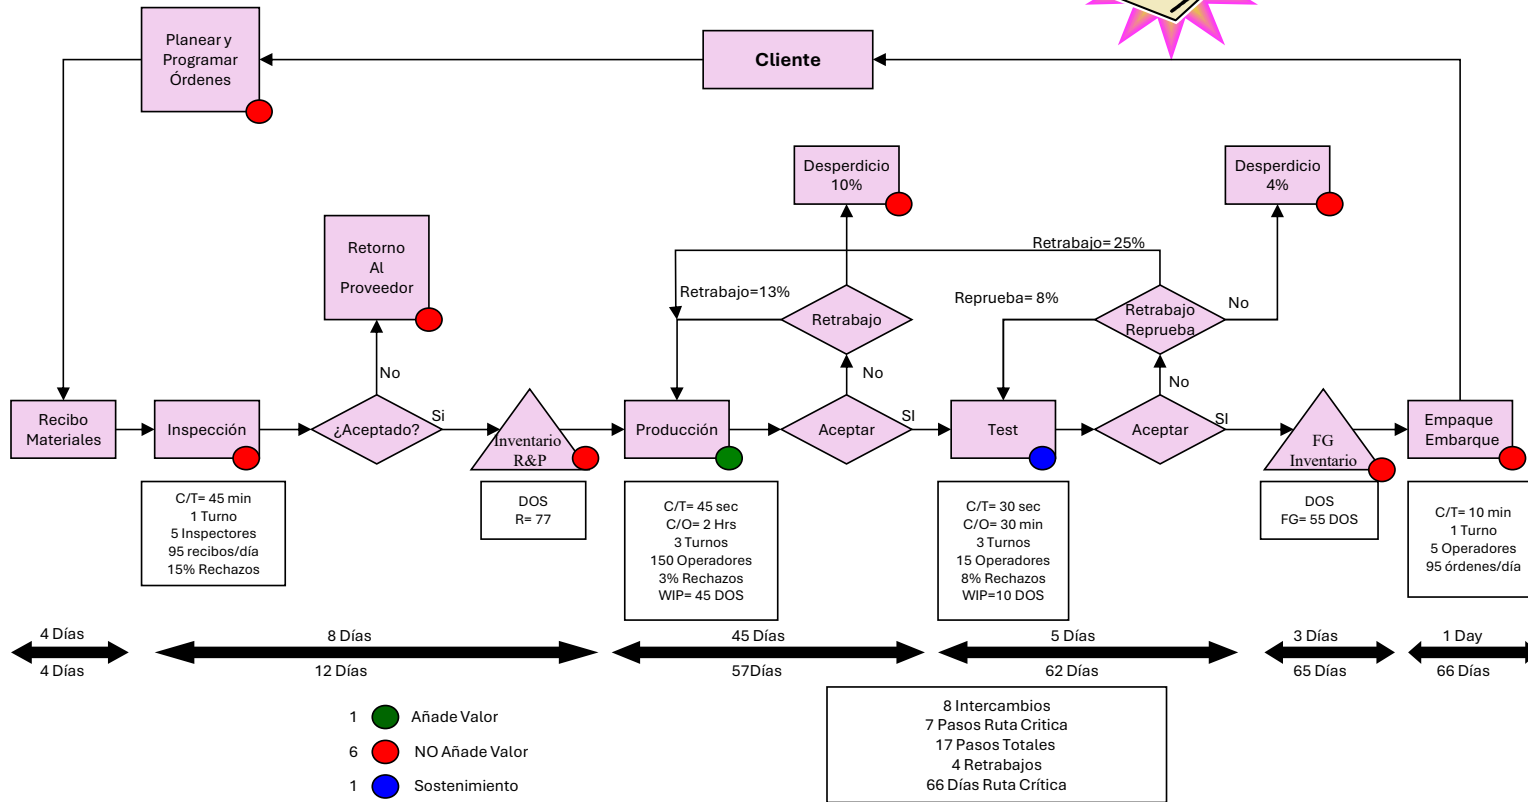 Planear y
Programar
Órdenes
Cliente
Desperdicio
10%
Desperdicio
4%
Retorno
Al
Proveedor
Retrabajo= 25%
Retrabajo=13%
Reprueba= 8%
Retrabajo
Retrabajo
Reprueba
No
No
No
No
Recibo
Materiales
Inspección
¿Aceptado?
Si
Inventario
R&P
Producción
Aceptar
SI
Test
Aceptar
SI
FG
Inventario
Empaque
Embarque
C/T= 45 min
1 Turno
5 Inspectores
95 recibos/día
15% Rechazos
DOS
R= 77
C/T= 45 sec
C/O= 2 Hrs
3 Turnos
150 Operadores
3% Rechazos
WIP= 45 DOS
C/T= 30 sec
C/O= 30 min
3 Turnos
15 Operadores
8% Rechazos
WIP=10 DOS
DOS
FG= 55 DOS
C/T= 10 min
1 Turno
5 Operadores
95 órdenes/día
4 Días
8 Días
45 Días
5 Días
3 Días
1 Day
4 Días
12 Días
57Días
62 Días
65 Días
66 Días
1 Añade Valor
6 NO Añade Valor
1 Sostenimiento
8 Intercambios
7 Pasos Ruta Critica
17 Pasos Totales
4 Retrabajos
66 Días Ruta Crítica